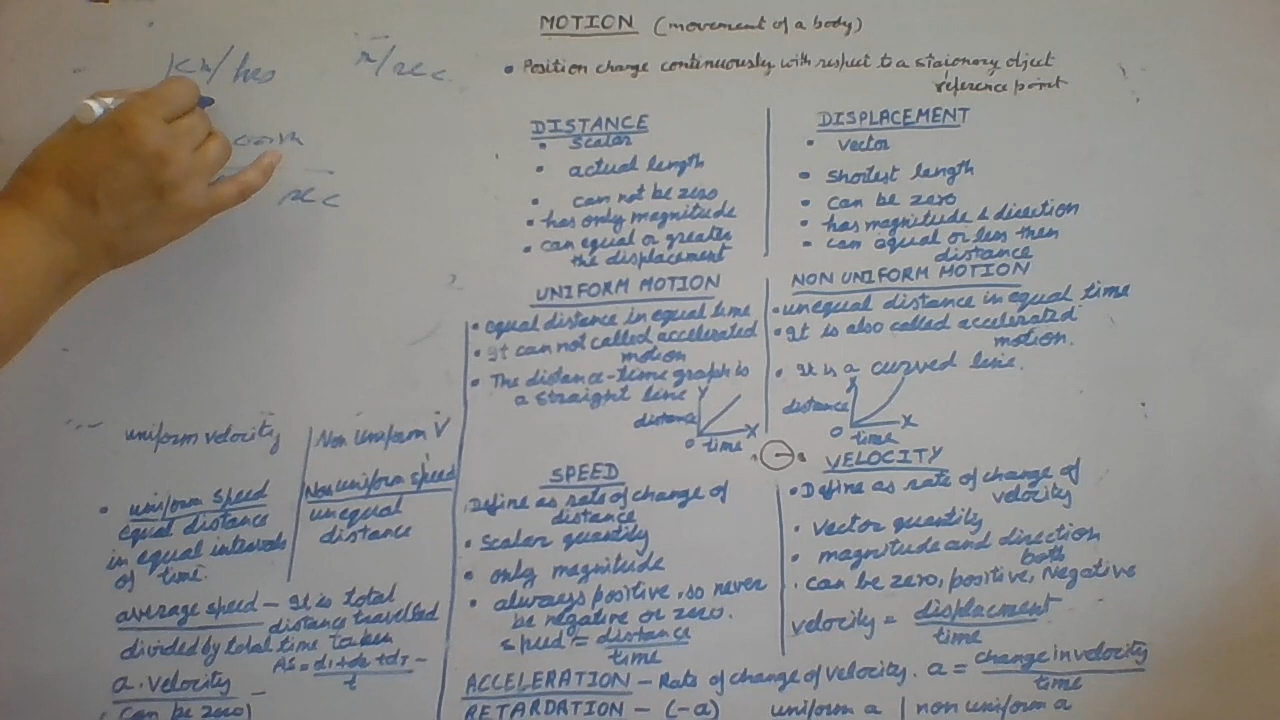 MOTION (movement of a body)
• Position change continuously with respect to a staionary object
reference point
Km/hrs
m/sec
sec
DISTANCE
• scalar
• actual length
• can not be zero
• has only magnitude
• can equal or greater
the displacement
DISPLACEMENT
• vector
• shortest length
• can be zero
• has magnitude & direction
• can equal or less then
distance
UNIFORM MOTION
• equal distance in equal time
• It can not called accelerated
motion
• The distance-time graph is
a straight line
Y
distance
O time X
NON UNIFORM MOTION
• unequal distance in equal time
• It is also called accelerated
motion.
• It is a curved line.
Y
distance
O time X
uniform velocity
• uniform speed
equal distance
in equal intervals
of time.
Non Uniform V
Non uniform speed
unequal
distance
average speed - It is total
distance travelled
divided by total time taken
AS = d1+d2+dT
t
a. velocity -
(can be zero)
SPEED
Define as rate of change of
distance
• Scalar quantity
• only magnitude
• always positive, so never
be negative or zero.
speed = distance
time
VELOCITY
• Define as rate of change of
velocity
• vector quantity
• magnitude and direction
both
• can be zero, positive, Negative
velocity = displacment
time
ACCELERATION - Rate of change of velocity. a = change in velocity
time
RETARDATION - (-a) uniform a | non uniform a